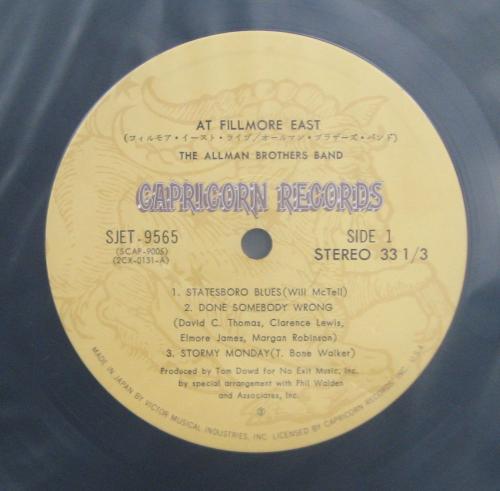 AT FILLMORE EAST
(フィルモア・イースト・ライヴ／オールマン・ブラザーズ・バンド)
THE ALLMAN BROTHERS BAND
CAPRICORN RECORDS
SJET-9565
(SCAP-9005)
(2CX-0131-A)
SIDE 1
STEREO 33 1/3
1. STATESBORO BLUES(Will McTell)
2. DONE SOMEBODY WRONG
(David C. Thomas, Clarence Lewis,
Elmore James, Margan Robinson)
3. STORMY MONDAY(T. Bone Walker)
Produced by Tom Dowd for No Exit Music, Inc.
by special arrangement with Phil Walden
and Associates, Inc.
MADE IN JAPAN BY VICTOR MUSICAL INDUSTRIES, INC. LICENSED BY CAPRICORN RECORDS INC. U.S.A.